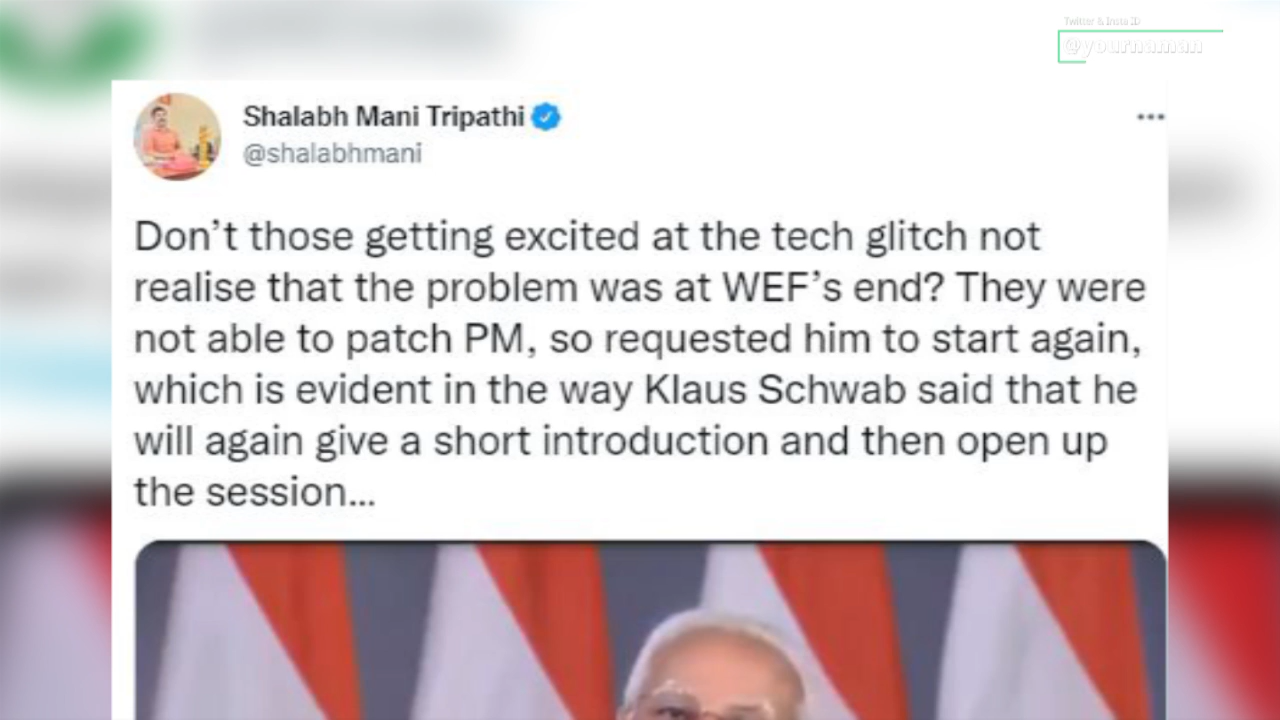 Twitter & Insta ID
@yournaman
Shalabh Mani Tripathi
@shalabhmani
Don’t those getting excited at the tech glitch not
realise that the problem was at WEF’s end? They were
not able to patch PM, so requested him to start again,
which is evident in the way Klaus Schwab said that he
will again give a short introduction and then open up
the session...